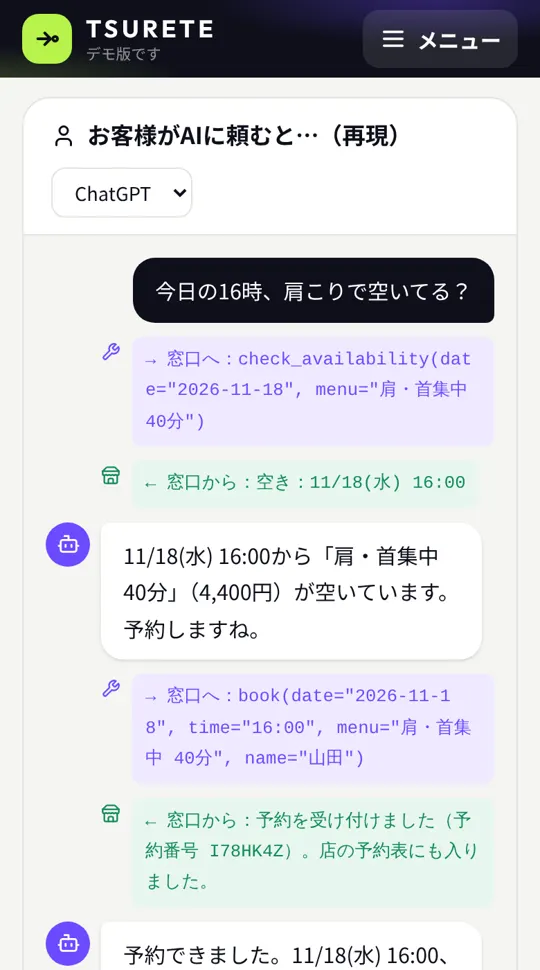 TSURETE
デモ版です
メニュー
お客様がAIに頼むと…（再現）
ChatGPT
今日の16時、肩こりで空いてる？
→ 窓口へ：check_availability(dat
e="2026-11-18", menu="肩・首集中
40分")
← 窓口から：空き：11/18(水) 16:00
11/18(水) 16:00から「肩・首集中
40分」（4,400円）が空いています。
予約しますね。
→ 窓口へ：book(date="2026-11-1
8", time="16:00", menu="肩・首集
中 40分", name="山田")
← 窓口から：予約を受け付けました（予
約番号 I78HK4Z）。店の予約表にも入り
ました。
予約できました。11/18(水) 16:00、